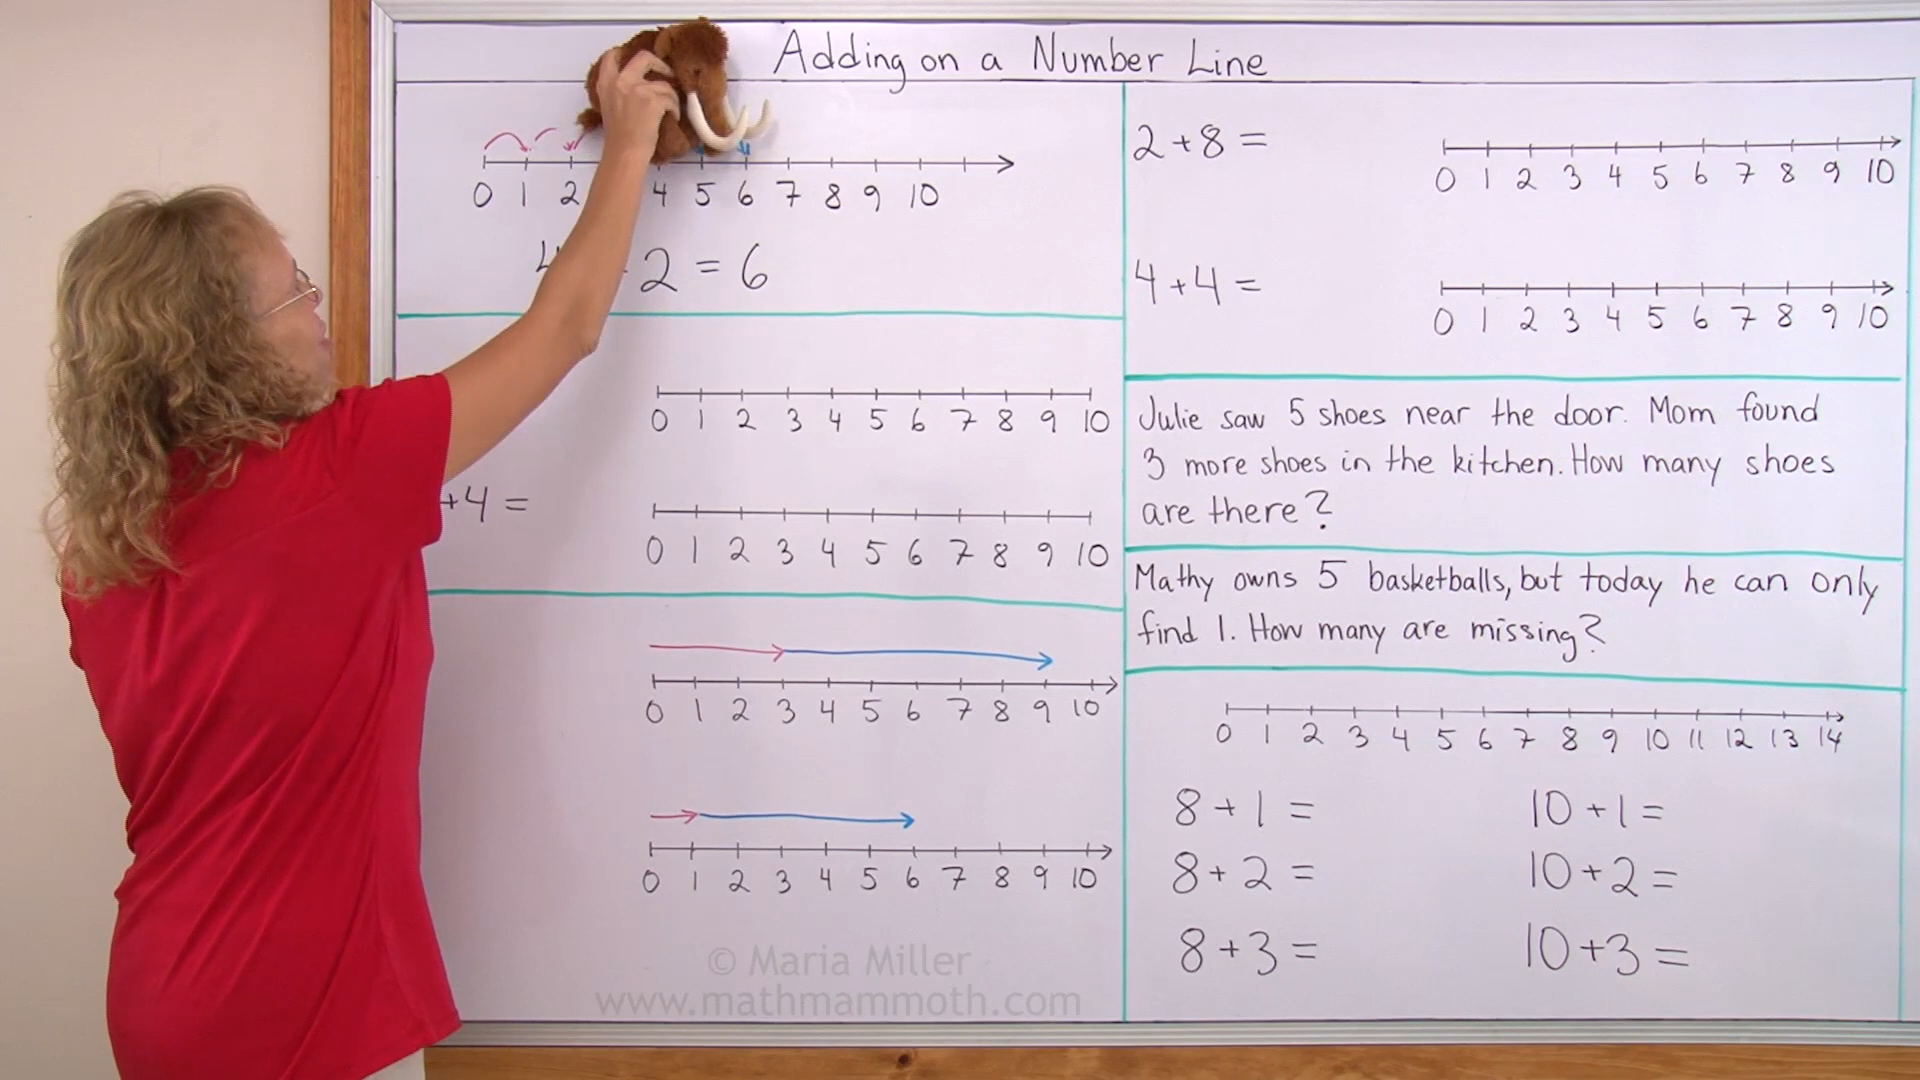 Adding on a Number Line
0 1 2 4 5 6 7 8 9 10
2 = 6
0 1 2 3 4 5 6 7 8 9 10
+4 =
0 1 2 3 4 5 6 7 8 9 10
0 1 2 3 4 5 6 7 8 9 10
0 1 2 3 4 5 6 7 8 9 10
© Maria Miller
www.mathmammoth.com
2+8 =
0 1 2 3 4 5 6 7 8 9 10
4+4 =
0 1 2 3 4 5 6 7 8 9 10
Julie saw 5 shoes near the door. Mom found
3 more shoes in the kitchen. How many shoes
are there?
Mathy owns 5 basketballs, but today he can only
find 1. How many are missing?
0 1 2 3 4 5 6 7 8 9 10 11 12 13 14
8+1 = 10+1 =
8+2 = 10+2 =
8+3 = 10+3 =